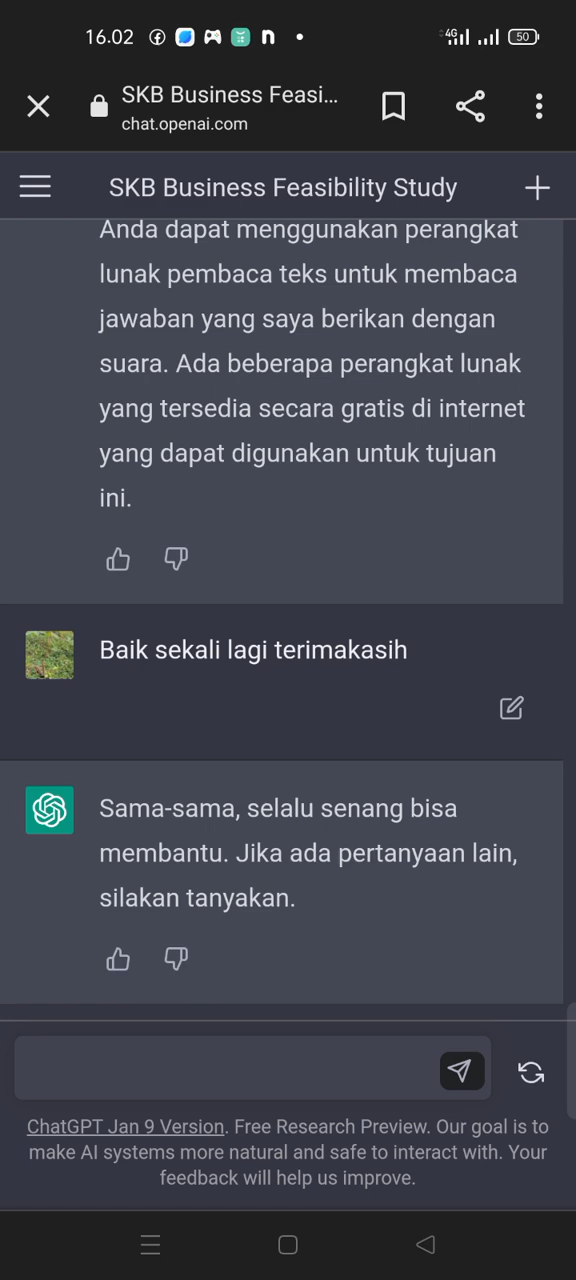 16.02
4G
50
SKB Business Feasi...
chat.openai.com
SKB Business Feasibility Study
Anda dapat menggunakan perangkat
lunak pembaca teks untuk membaca
jawaban yang saya berikan dengan
suara. Ada beberapa perangkat lunak
yang tersedia secara gratis di internet
yang dapat digunakan untuk tujuan
ini.
Baik sekali lagi terimakasih
Sama-sama, selalu senang bisa
membantu. Jika ada pertanyaan lain,
silakan tanyakan.
ChatGPT Jan 9 Version. Free Research Preview. Our goal is to
make AI systems more natural and safe to interact with. Your
feedback will help us improve.